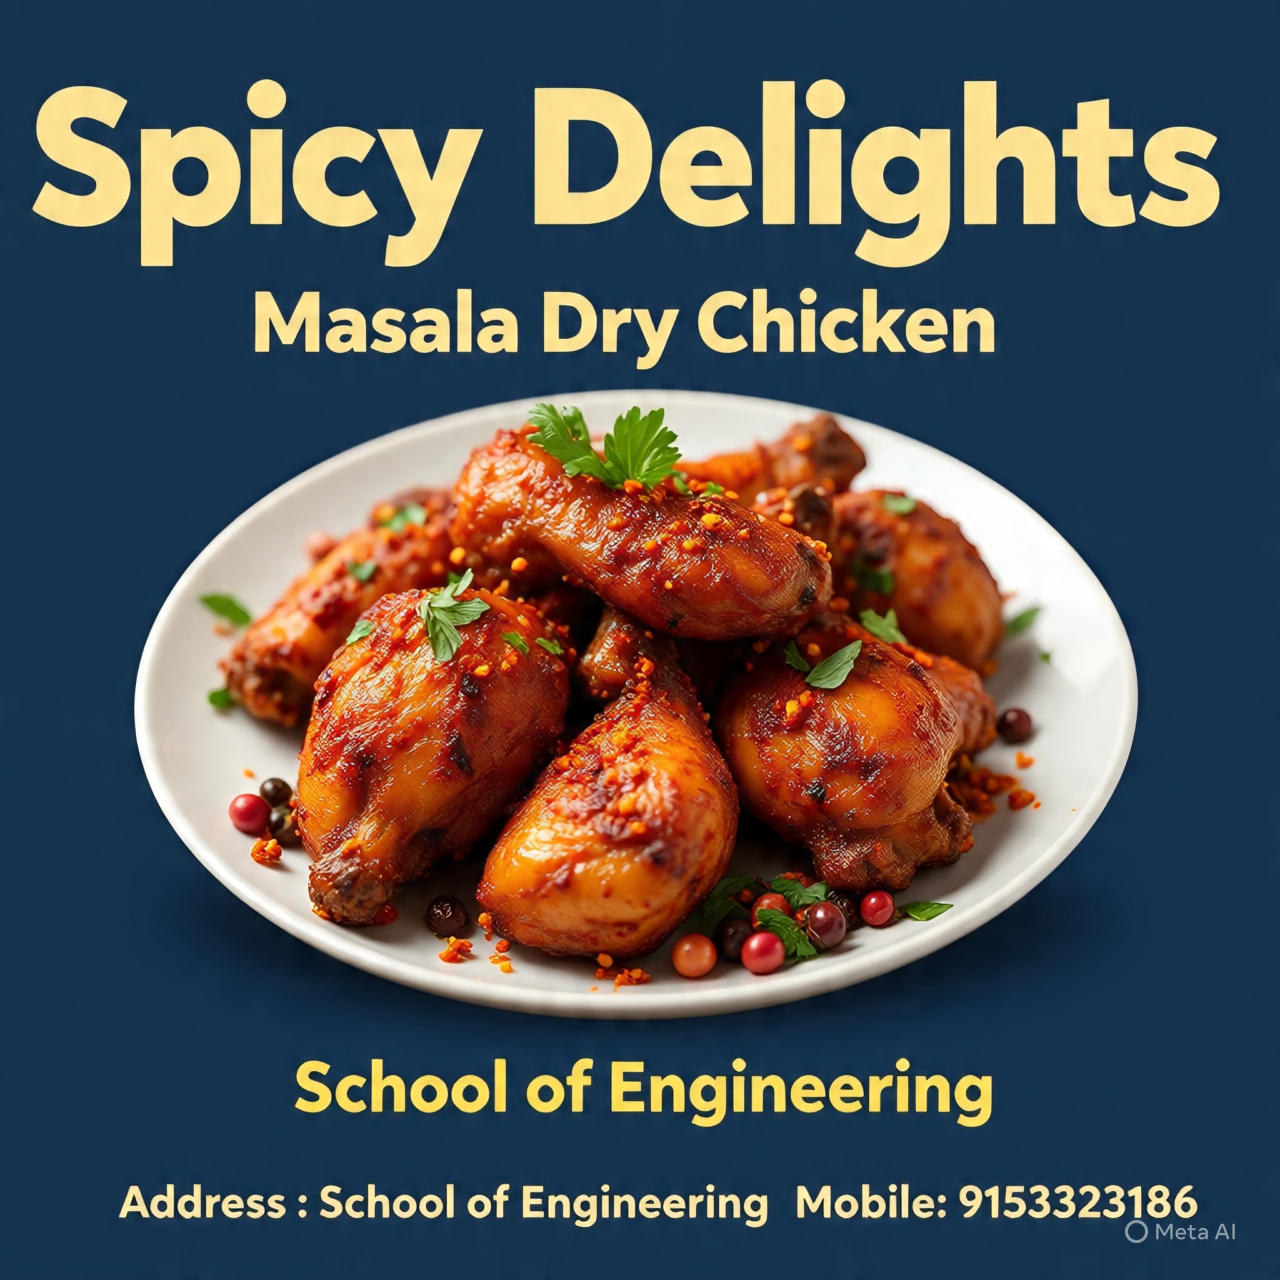 Spicy Delights
Masala Dry Chicken
School of Engineering
Address : School of Engineering Mobile: 9153323186
Meta AI